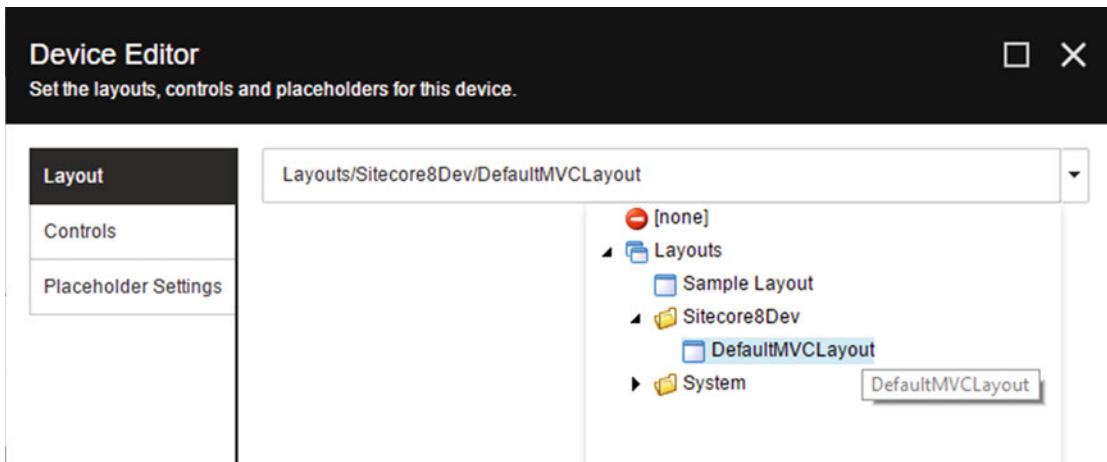 Device Editor
Set the layouts, controls and placeholders for this device.
Layout
Layouts/Sitecore8Dev/DefaultMVCLayout
Controls
Placeholder Settings
[none]
Layouts
Sample Layout
Sitecore8Dev
DefaultMVCLayout
System
DefaultMVCLayout